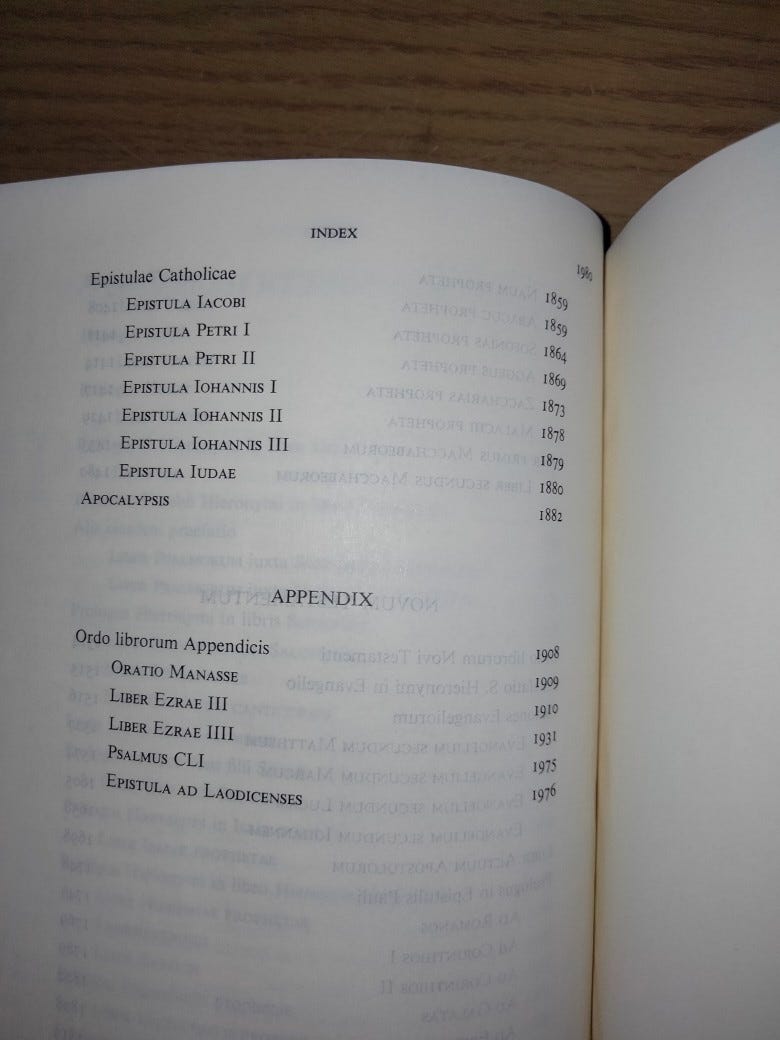 INDEX 1980
Epistulae Catholicae 1859
EPISTULA IACOBI 1859
EPISTULA PETRI I 1864
EPISTULA PETRI II 1869
EPISTULA IOHANNIS I 1873
EPISTULA IOHANNIS II 1878
EPISTULA IOHANNIS III 1879
EPISTULA IUDAE 1880
APOCALYPSIS 1882
APPENDIX
Ordo librorum Appendicis 1908
ORATIO MANASSE 1909
LIBER EZRAE III 1910
LIBER EZRAE IIII 1931
PSALMUS CLI 1975
EPISTULA AD LAODICENSES 1976